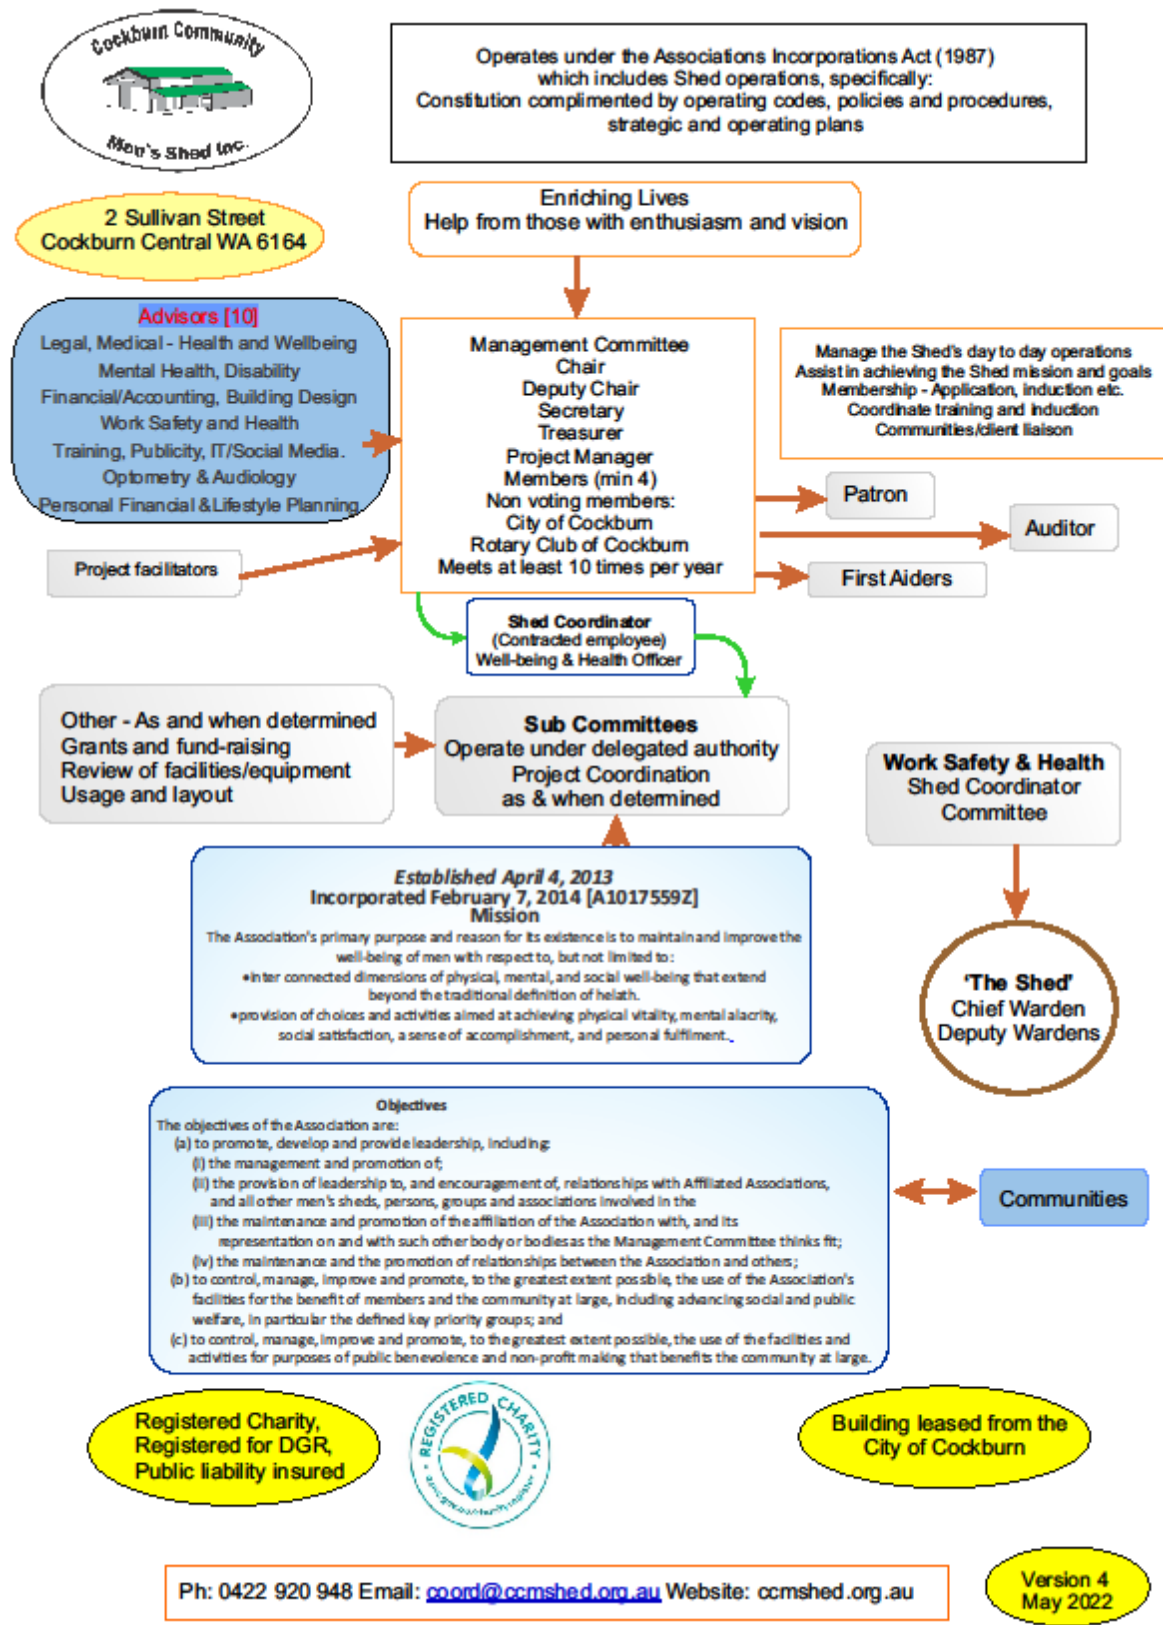 Cockburn Community
Men's Shed Inc.
Operates under the Associations Incorporations Act (1987)
which includes Shed operations, specifically:
Constitution complimented by operating codes, policies and procedures,
strategic and operating plans
2 Sullivan Street
Cockburn Central WA 6164
Enriching Lives
Help from those with enthusiasm and vision
Advisors [10]
Legal, Medical - Health and Wellbeing
Mental Health, Disability
Financial/Accounting, Building Design
Work Safety and Health
Training, Publicity, IT/Social Media.
Optometry & Audiology
Personal Financial &Lifestyle Planning
Management Committee
Chair
Deputy Chair
Secretary
Treasurer
Project Manager
Members (min 4)
Non voting members:
City of Cockburn
Rotary Club of Cockburn
Meets at least 10 times per year
Manage the Shed's day to day operations
Assist in achieving the Shed mission and goals
Membership - Application, induction etc.
Coordinate training and induction
Communities/client liaison
Patron
Auditor
First Aiders
Project facilitators
Shed Coordinator
(Contracted employee)
Well-being & Health Officer
Other - As and when determined
Grants and fund-raising
Review of facilities/equipment
Usage and layout
Sub Committees
Operate under delegated authority
Project Coordination
as & when determined
Work Safety & Health
Shed Coordinator
Committee
Established April 4, 2013
Incorporated February 7, 2014 [A1017559Z]
Mission
The Association's primary purpose and reason for its existence is to maintain and improve the
well-being of men with respect to, but not limited to:
•inter connected dimensions of physical, mental, and social well-being that extend
beyond the traditional definition of helath.
•provision of choices and activities aimed at achieving physical vitality, mental alacrity,
social satisfaction, a sense of accomplishment, and personal fulfilment.
'The Shed'
Chief Warden
Deputy Wardens
Objectives
The objectives of the Association are:
(a) to promote, develop and provide leadership, including:
(i) the management and promotion of;
(ii) the provision of leadership to, and encouragement of, relationships with Affiliated Associations,
and all other men's sheds, persons, groups and associations involved in the
(iii) the maintenance and promotion of the affiliation of the Association with, and its
representation on and with such other body or bodies as the Management Committee thinks fit;
(iv) the maintenance and the promotion of relationships between the Association and others;
(b) to control, manage, improve and promote, to the greatest extent possible, the use of the Association's
facilities for the benefit of members and the community at large, including advancing social and public
welfare, in particular the defined key priority groups; and
(c) to control, manage, improve and promote, to the greatest extent possible, the use of the facilities and
activities for purposes of public benevolence and non-profit making that benefits the community at large.
Communities
Registered Charity,
Registered for DGR,
Public liability insured
REGISTERED CHARITY
Building leased from the
City of Cockburn
Ph: 0422 920 948 Email: coord@ccmshed.org.au Website: ccmshed.org.au
Version 4
May 2022